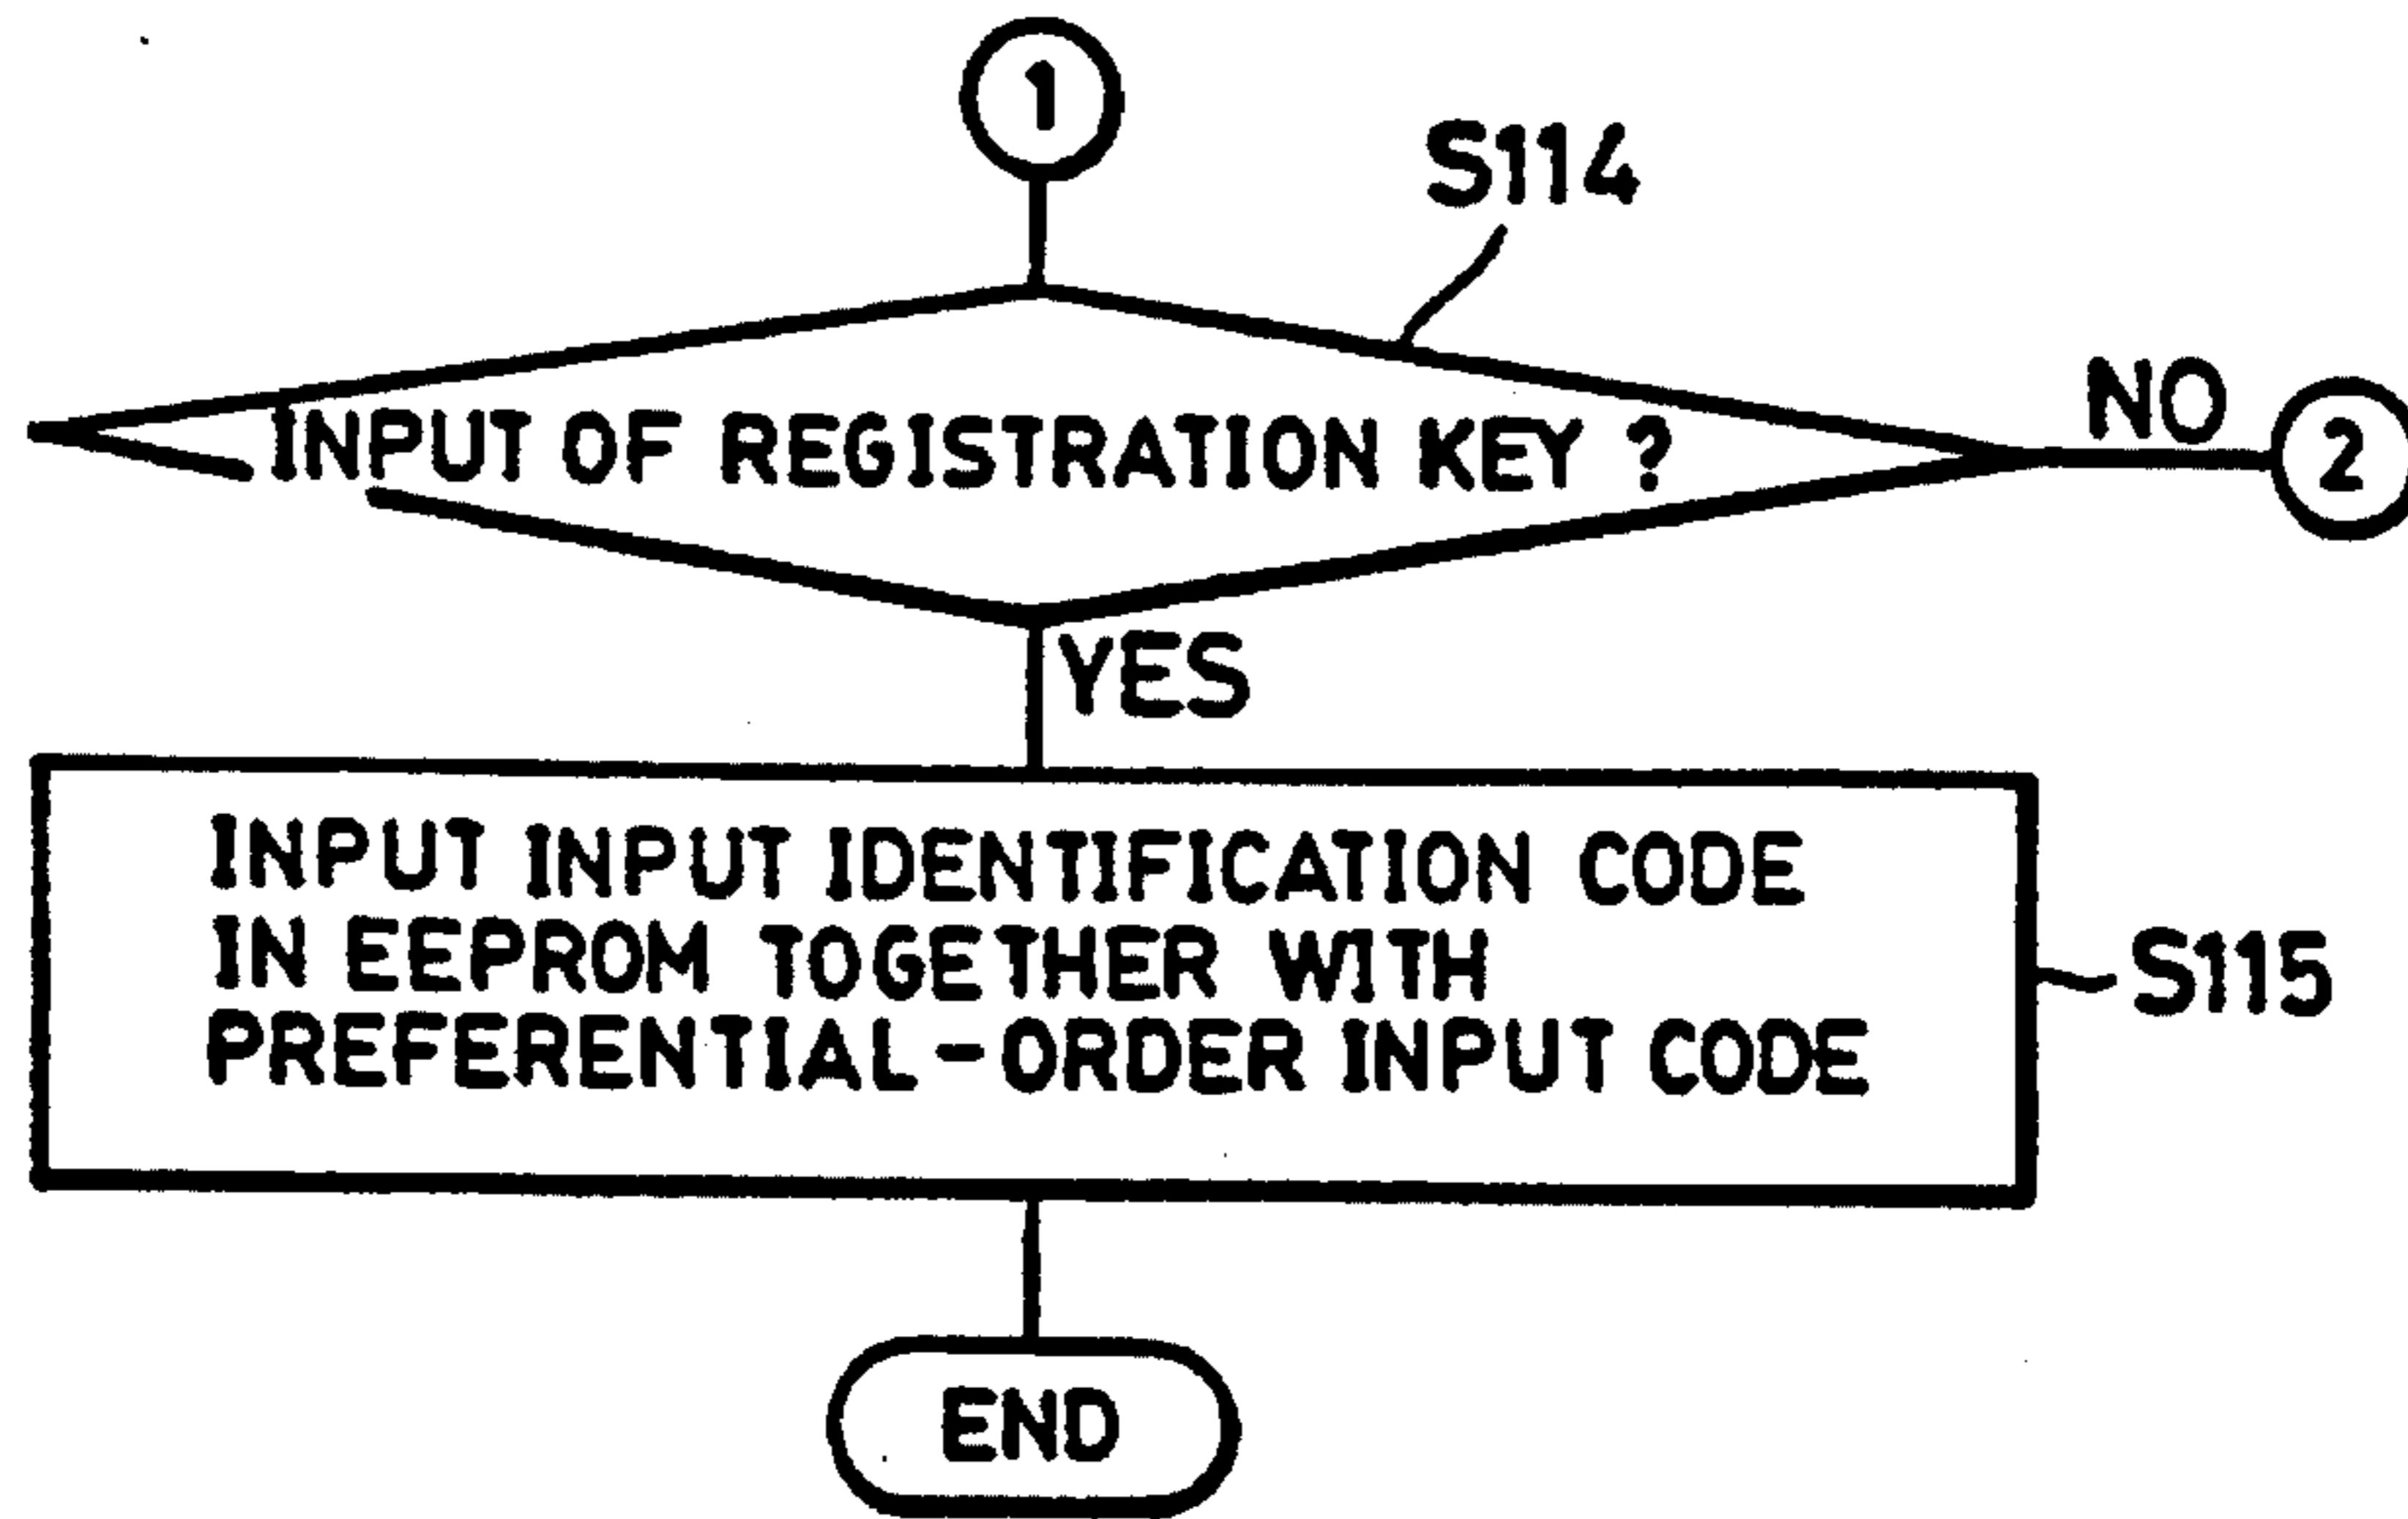 1
S114
INPUT OF REGISTRATION KEY ?
NO
2
YES
INPUT INPUT IDENTIFICATION CODE
IN EEPROM TOGETHER WITH
PREFERENTIAL-ORDER INPUT CODE
S115
END